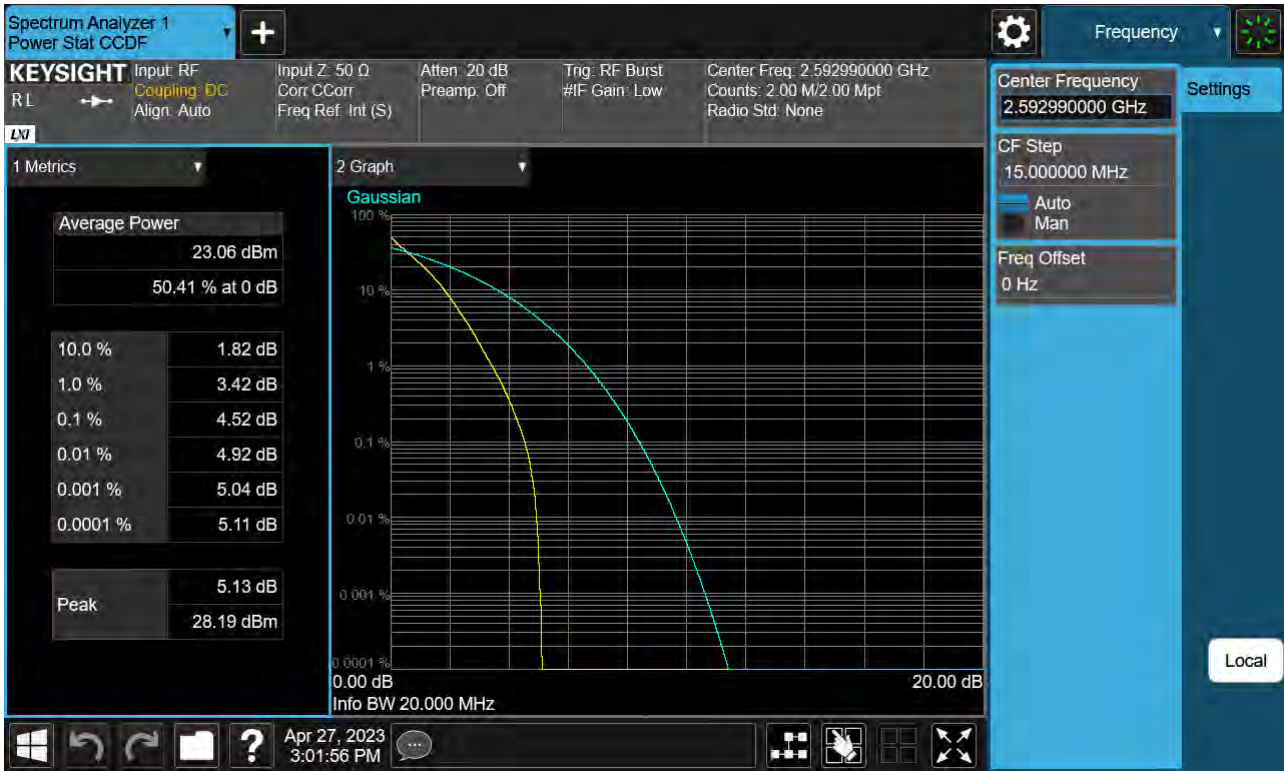 Spectrum Analyzer 1
Power Stat CCDF
Frequency
KEYSIGHT
R L
LXI
Input: RF
Coupling: DC
Align: Auto
Input Z: 50 Ω
Corr CCorr
Freq Ref: Int (S)
Atten: 20 dB
Preamp: Off
Trig: RF Burst
#IF Gain: Low
Center Freq: 2.592990000 GHz
Counts: 2.00 M/2.00 Mpt
Radio Std: None
Center Frequency
2.592990000 GHz
Settings
CF Step
15.000000 MHz
Auto
Man
Freq Offset
0 Hz
1 Metrics
Average Power
23.06 dBm
50.41 % at 0 dB
10.0 % 1.82 dB
1.0 % 3.42 dB
0.1 % 4.52 dB
0.01 % 4.92 dB
0.001 % 5.04 dB
0.0001 % 5.11 dB
Peak
5.13 dB
28.19 dBm
2 Graph
Gaussian
100 %
10 %
1 %
0.1 %
0.01 %
0.001 %
0.0001 %
0.00 dB 20.00 dB
Info BW 20.000 MHz
Local
?
Apr 27, 2023
3:01:56 PM